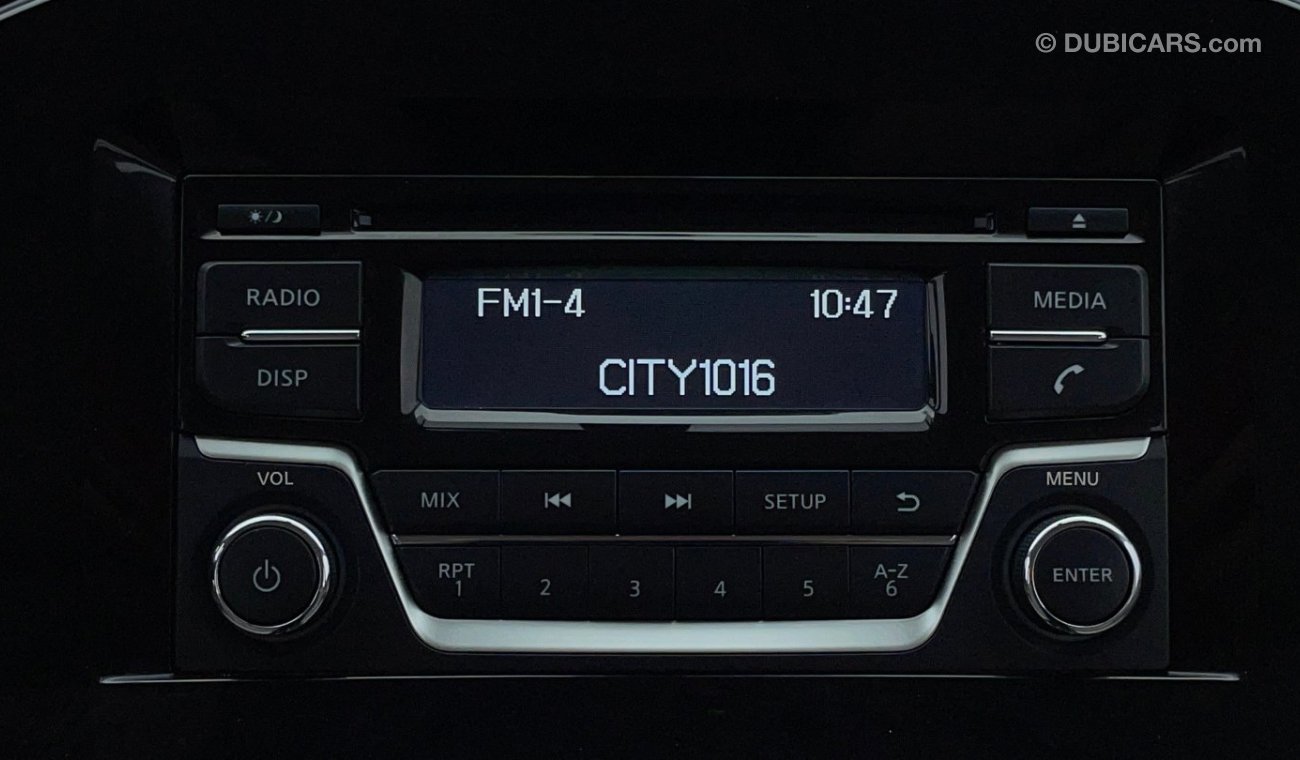 © DUBICARS.com
RADIO
FM1-4
10:47
MEDIA
DISP
CITY1016
VOL
MENU
MIX
SETUP
RPT
1
2
3
4
5
A-Z
6
ENTER